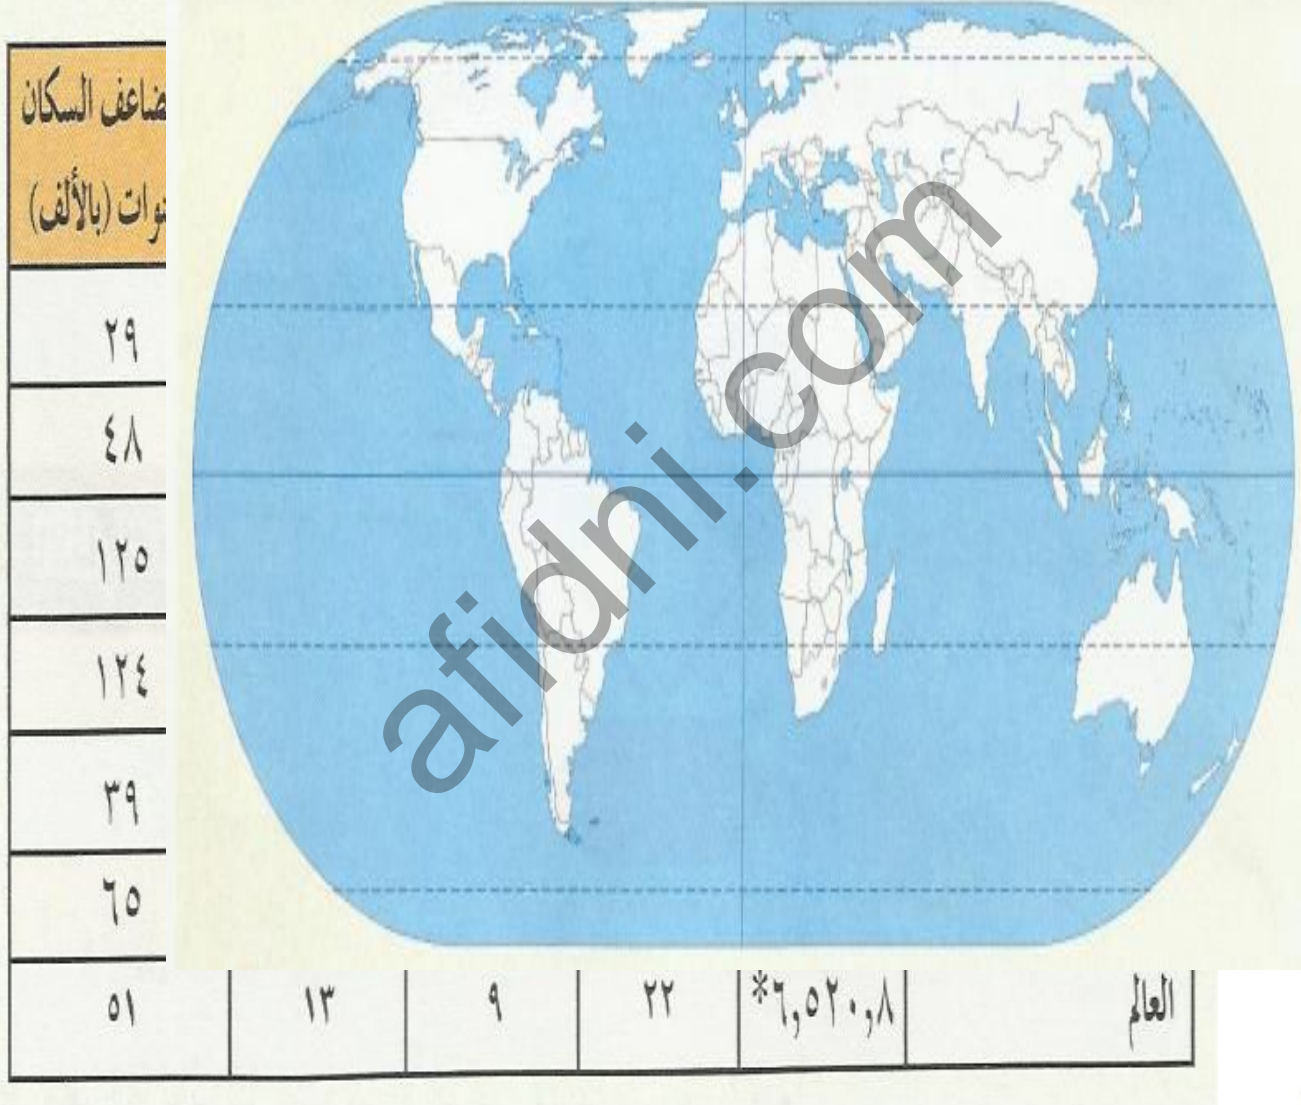 ضاعف السكان
وات (بالألف)
٢٩
٤٨
١٢٥
١٢٤
٣٩
٦٥
العالم ٦,٥٢٠,٨* ٢٢ ٩ ١٣ ٥١
afidni.com